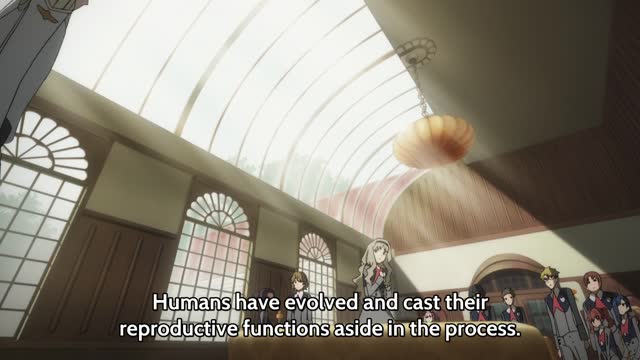 Humans have evolved and cast their
reproductive functions aside in the process.